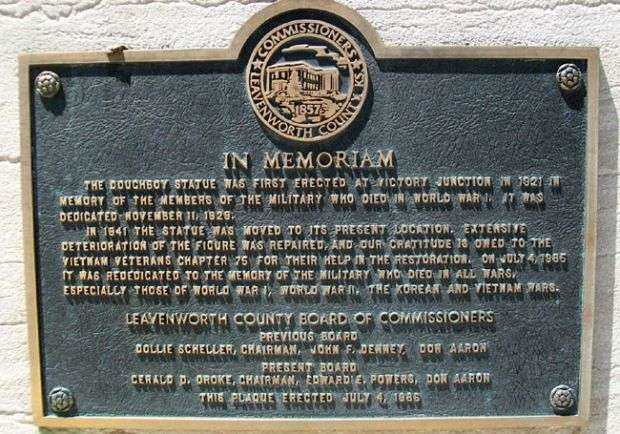 COMMISSIONERS
LEAVENWORTH COUNTY, KS
1857
IN MEMORIAM
THE DOUGHBOY STATUE WAS FIRST ERECTED AT VICTORY JUNCTION IN 1921 IN
MEMORY OF THE MEMBERS OF THE MILITARY WHO DIED IN WORLD WAR I. IT WAS
DEDICATED NOVEMBER 11, 1929.
IN 1941 THE STATUE WAS MOVED TO ITS PRESENT LOCATION. EXTENSIVE
DETERIORATION OF THE FIGURE WAS REPAIRED, AND OUR GRATITUDE IS OWED TO THE
VIETNAM VETERANS CHAPTER 75 FOR THEIR HELP IN THE RESTORATION. ON JULY 4, 1985
IT WAS REDEDICATED TO THE MEMORY OF THE MILITARY WHO DIED IN ALL WARS,
ESPECIALLY THOSE OF WORLD WAR I, WORLD WAR II, THE KOREAN AND VIETNAM WARS.
LEAVENWORTH COUNTY BOARD OF COMMISSIONERS
PREVIOUS BOARD
DOLLIE SCHELLER, CHAIRMAN, JOHN F. DENNEY, DON AARON
PRESENT BOARD
GERALD D. OROKE, CHAIRMAN, EDWARD E. POWERS, DON AARON
THIS PLAQUE ERECTED JULY 4, 1986